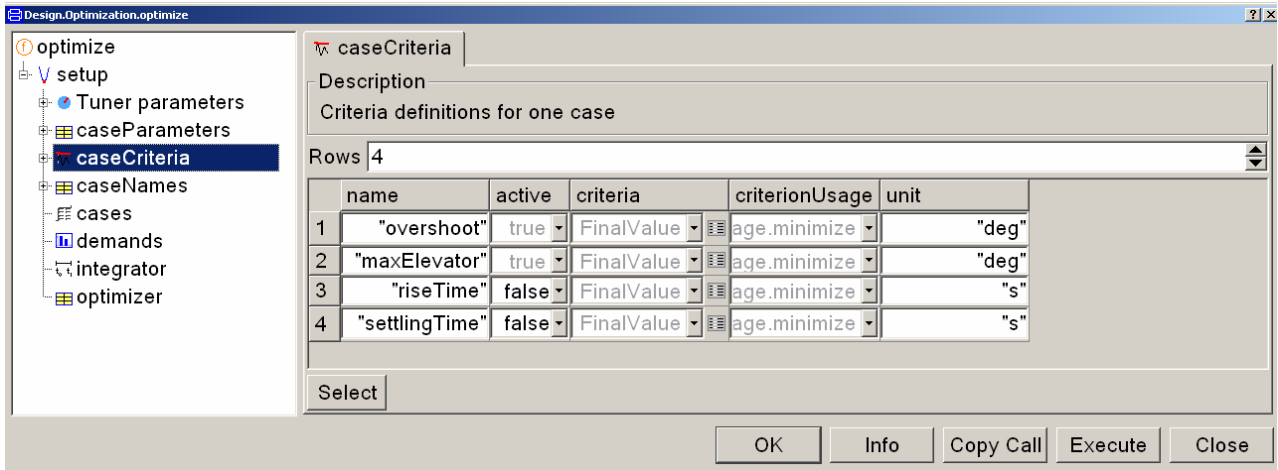 Design.Optimization.optimize
optimize
setup
Tuner parameters
caseParameters
caseCriteria
caseNames
cases
demands
integrator
optimizer
caseCriteria
Description
Criteria definitions for one case
Rows 4
name active criteria criterionUsage unit
1 "overshoot" true FinalValue age.minimize "deg"
2 "maxElevator" true FinalValue age.minimize "deg"
3 "riseTime" false FinalValue age.minimize "s"
4 "settlingTime" false FinalValue age.minimize "s"
Select
OK Info Copy Call Execute Close